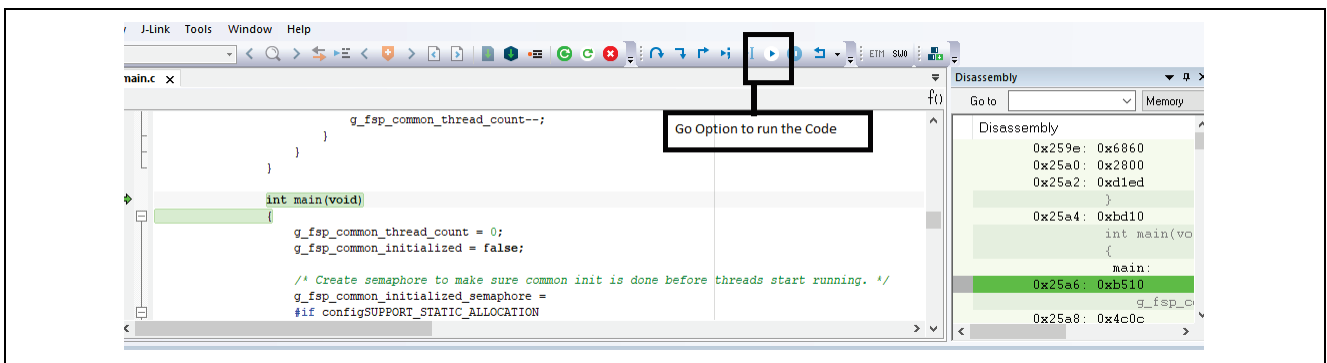 J-Link Tools Window Help
ETM SWO
main.c
f()
g_fsp_common_thread_count--;
}
}
}
int main(void)
{
g_fsp_common_thread_count = 0;
g_fsp_common_initialized = false;
/* Create semaphore to make sure common init is done before threads start running. */
g_fsp_common_initialized_semaphore =
#if configSUPPORT_STATIC_ALLOCATION
Go Option to run the Code
Disassembly
Go to
Memory
Disassembly
0x259e: 0x6860
0x25a0: 0x2800
0x25a2: 0xd1ed
}
0x25a4: 0xbd10
int main(vo
{
main:
0x25a6: 0xb510
g_fsp_c
0x25a8: 0x4c0c